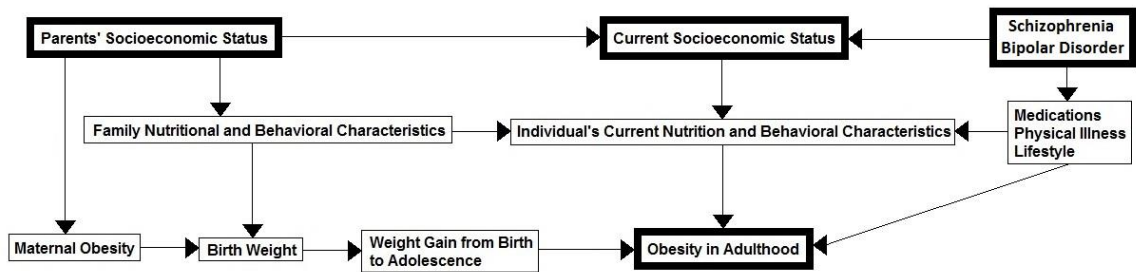 Parents' Socioeconomic Status
Current Socioeconomic Status
Schizophrenia
Bipolar Disorder
Family Nutritional and Behavioral Characteristics
Individual's Current Nutrition and Behavioral Characteristics
Medications
Physical Illness
Lifestyle
Maternal Obesity
Birth Weight
Weight Gain from Birth
to Adolescence
Obesity in Adulthood